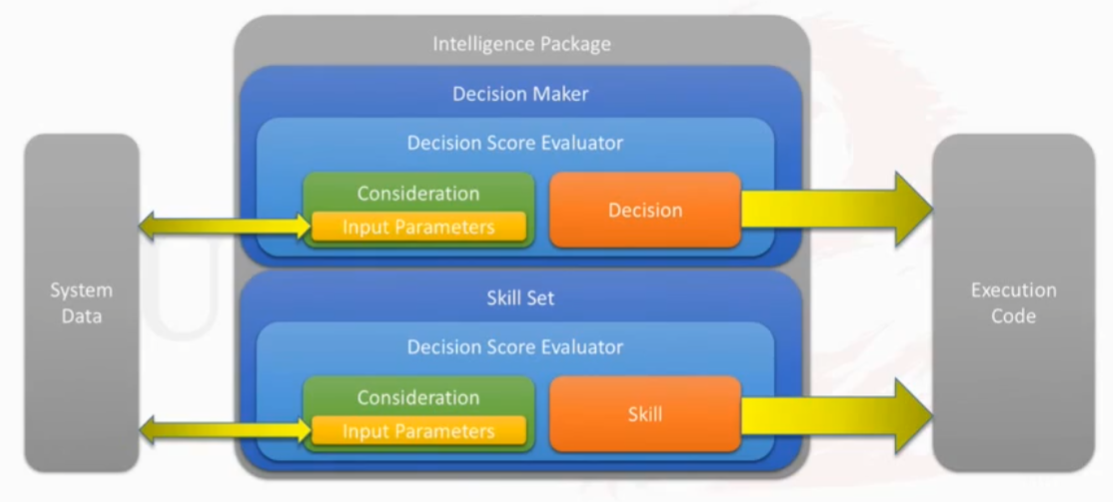 Intelligence Package
Decision Maker
Decision Score Evaluator
Consideration
Input Parameters
Decision
System
Data
Execution
Code
Skill Set
Decision Score Evaluator
Consideration
Input Parameters
Skill